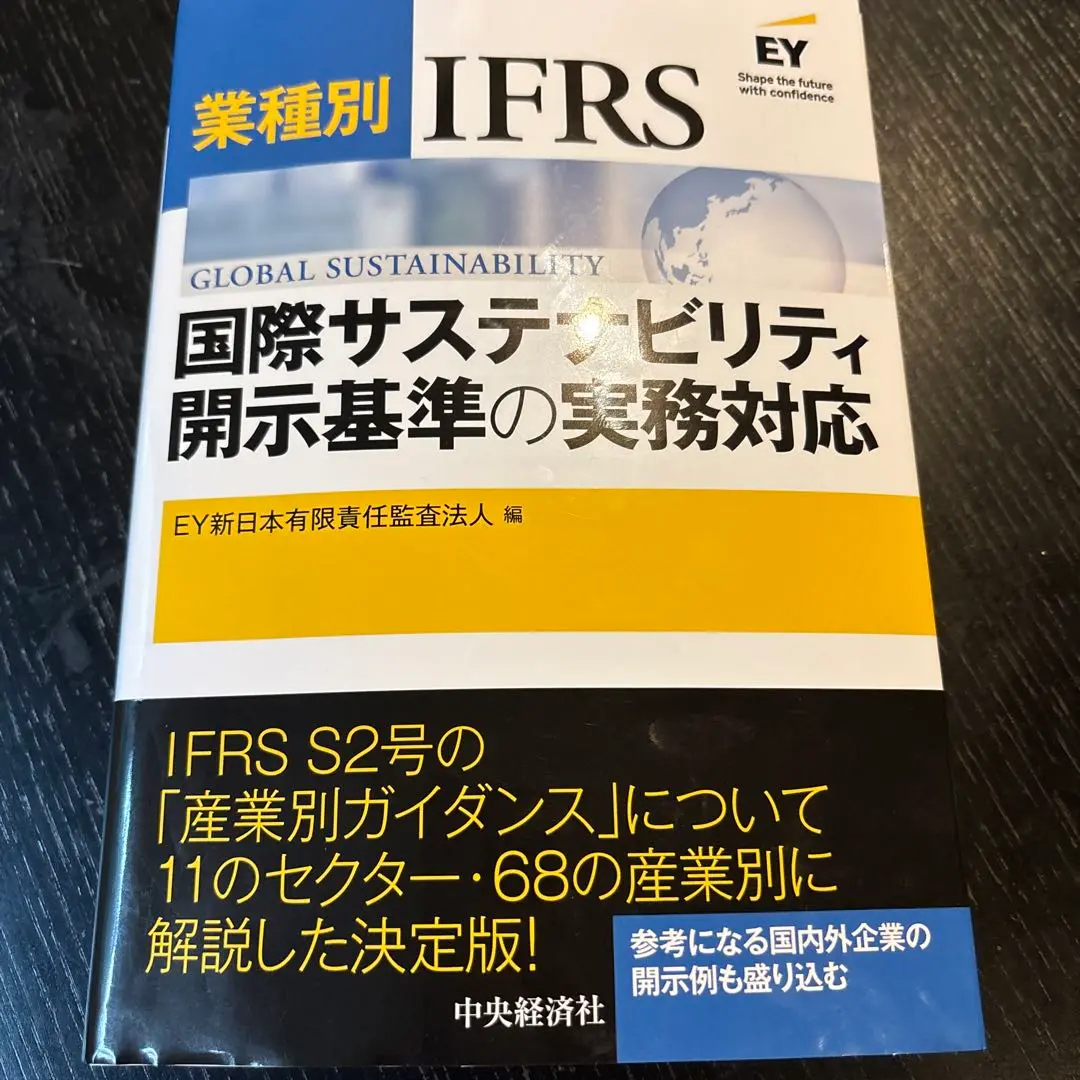 業種別 IFRS
EY
Shape the future
with confidence
GLOBAL SUSTAINABILITY
国際サステナビリティ
開示基準の実務対応
EY新日本有限責任監査法人 編
IFRS S2号の
「産業別ガイダンス」について
11のセクター・68の産業別に
解説した決定版!
参考になる国内外企業の
開示例も盛り込む
中央経済社